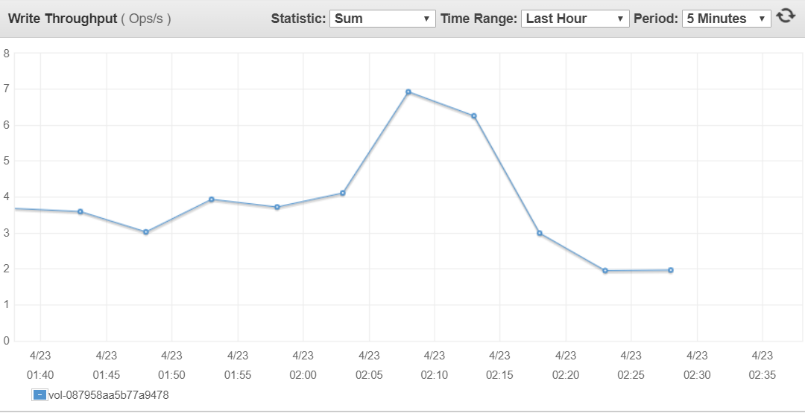 Write Throughput ( Ops/s ) Statistic: Sum Time Range: Last Hour Period: 5 Minutes
8
7
6
5
4
3
2
1
0
4/23 4/23 4/23 4/23 4/23 4/23 4/23 4/23 4/23 4/23 4/23 4/23
01:40 01:45 01:50 01:55 02:00 02:05 02:10 02:15 02:20 02:25 02:30 02:35
vol-087958aa5b77a9478